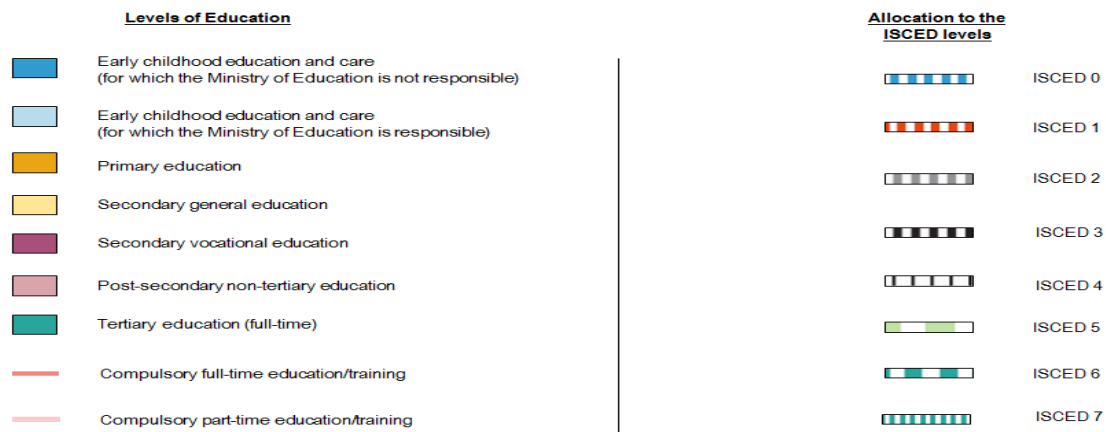 Levels of Education
Early childhood education and care
(for which the Ministry of Education is not responsible)
Early childhood education and care
(for which the Ministry of Education is responsible)
Primary education
Secondary general education
Secondary vocational education
Post-secondary non-tertiary education
Tertiary education (full-time)
Compulsory full-time education/training
Compulsory part-time education/training
Allocation to the
ISCED levels
ISCED 0
ISCED 1
ISCED 2
ISCED 3
ISCED 4
ISCED 5
ISCED 6
ISCED 7